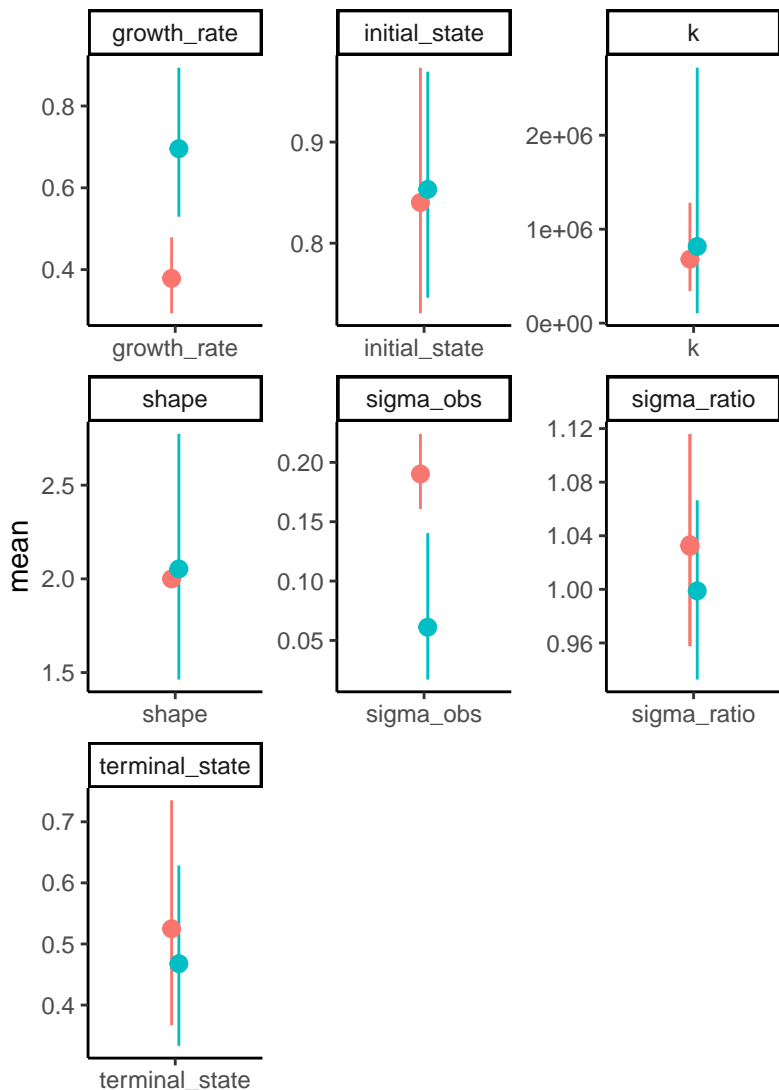 growth_rate
initial_state
k
0.8
0.6
0.4
0.9
0.8
2e+06
1e+06
0e+00
growth_rate
initial_state
k
shape
sigma_obs
sigma_ratio
mean
2.5
2.0
1.5
0.20
0.15
0.10
0.05
1.12
1.08
1.04
1.00
0.96
shape
sigma_obs
sigma_ratio
terminal_state
0.7
0.6
0.5
0.4
terminal_state